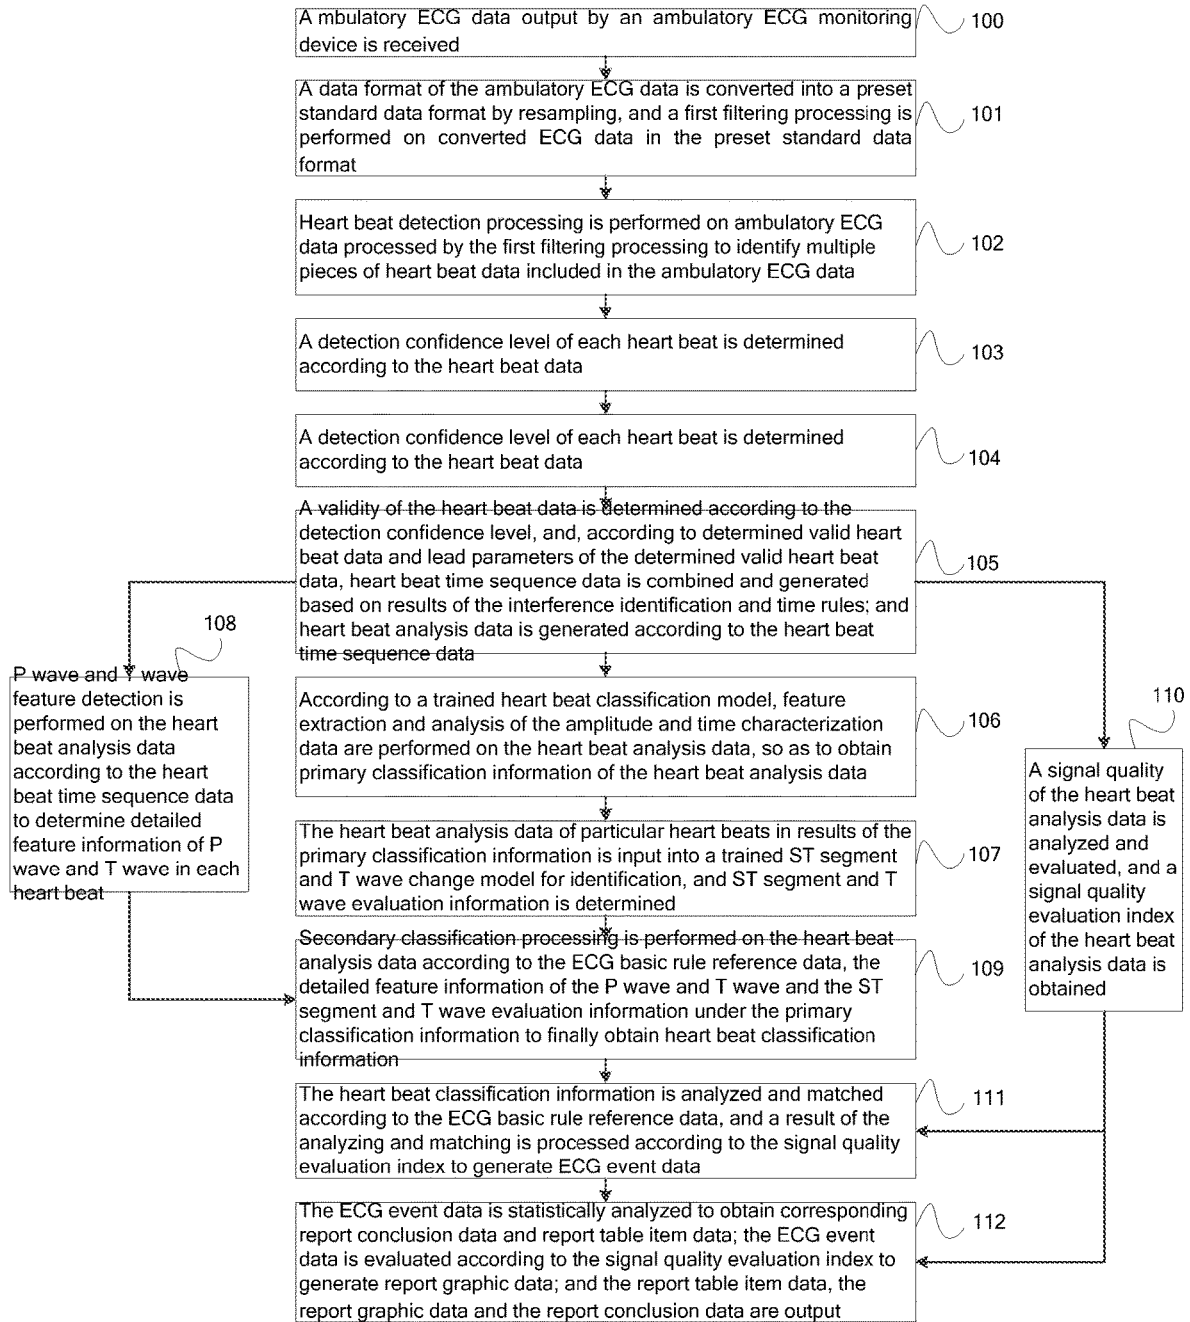 A mbulatory ECG data output by an ambulatory ECG monitoring
device is received
100
A data format of the ambulatory ECG data is converted into a preset
standard data format by resampling, and a first filtering processing is
performed on converted ECG data in the preset standard data
format
101
Heart beat detection processing is performed on ambulatory ECG
data processed by the first filtering processing to identify multiple
pieces of heart beat data included in the ambulatory ECG data
102
A detection confidence level of each heart beat is determined
according to the heart beat data
103
A detection confidence level of each heart beat is determined
according to the heart beat data
104
A validity of the heart beat data is determined according to the
detection confidence level, and, according to determined valid heart
beat data and lead parameters of the determined valid heart beat
data, heart beat time sequence data is combined and generated
based on results of the interference identification and time rules; and
heart beat analysis data is generated according to the heart beat
time sequence data
105
According to a trained heart beat classification model, feature
extraction and analysis of the amplitude and time characterization
data are performed on the heart beat analysis data, so as to obtain
primary classification information of the heart beat analysis data
106
The heart beat analysis data of particular heart beats in results of the
primary classification information is input into a trained ST segment
and T wave change model for identification, and ST segment and T
wave evaluation information is determined
107
108
P wave and T wave
feature detection is
performed on the heart
beat analysis data
according to the heart
beat time sequence data
to determine detailed
feature information of P
wave and T wave in each
heart beat
Secondary classification processing is performed on the heart beat
analysis data according to the ECG basic rule reference data, the
detailed feature information of the P wave and T wave and the ST
segment and T wave evaluation information under the primary
classification information to finally obtain heart beat classification
information
109
110
A signal quality
of the heart beat
analysis data is
analyzed and
evaluated, and a
signal quality
evaluation index
of the heart beat
analysis data is
obtained
The heart beat classification information is analyzed and matched
according to the ECG basic rule reference data, and a result of the
analyzing and matching is processed according to the signal quality
evaluation index to generate ECG event data
111
The ECG event data is statistically analyzed to obtain corresponding
report conclusion data and report table item data; the ECG event
data is evaluated according to the signal quality evaluation index to
generate report graphic data; and the report table item data, the
report graphic data and the report conclusion data are output
112